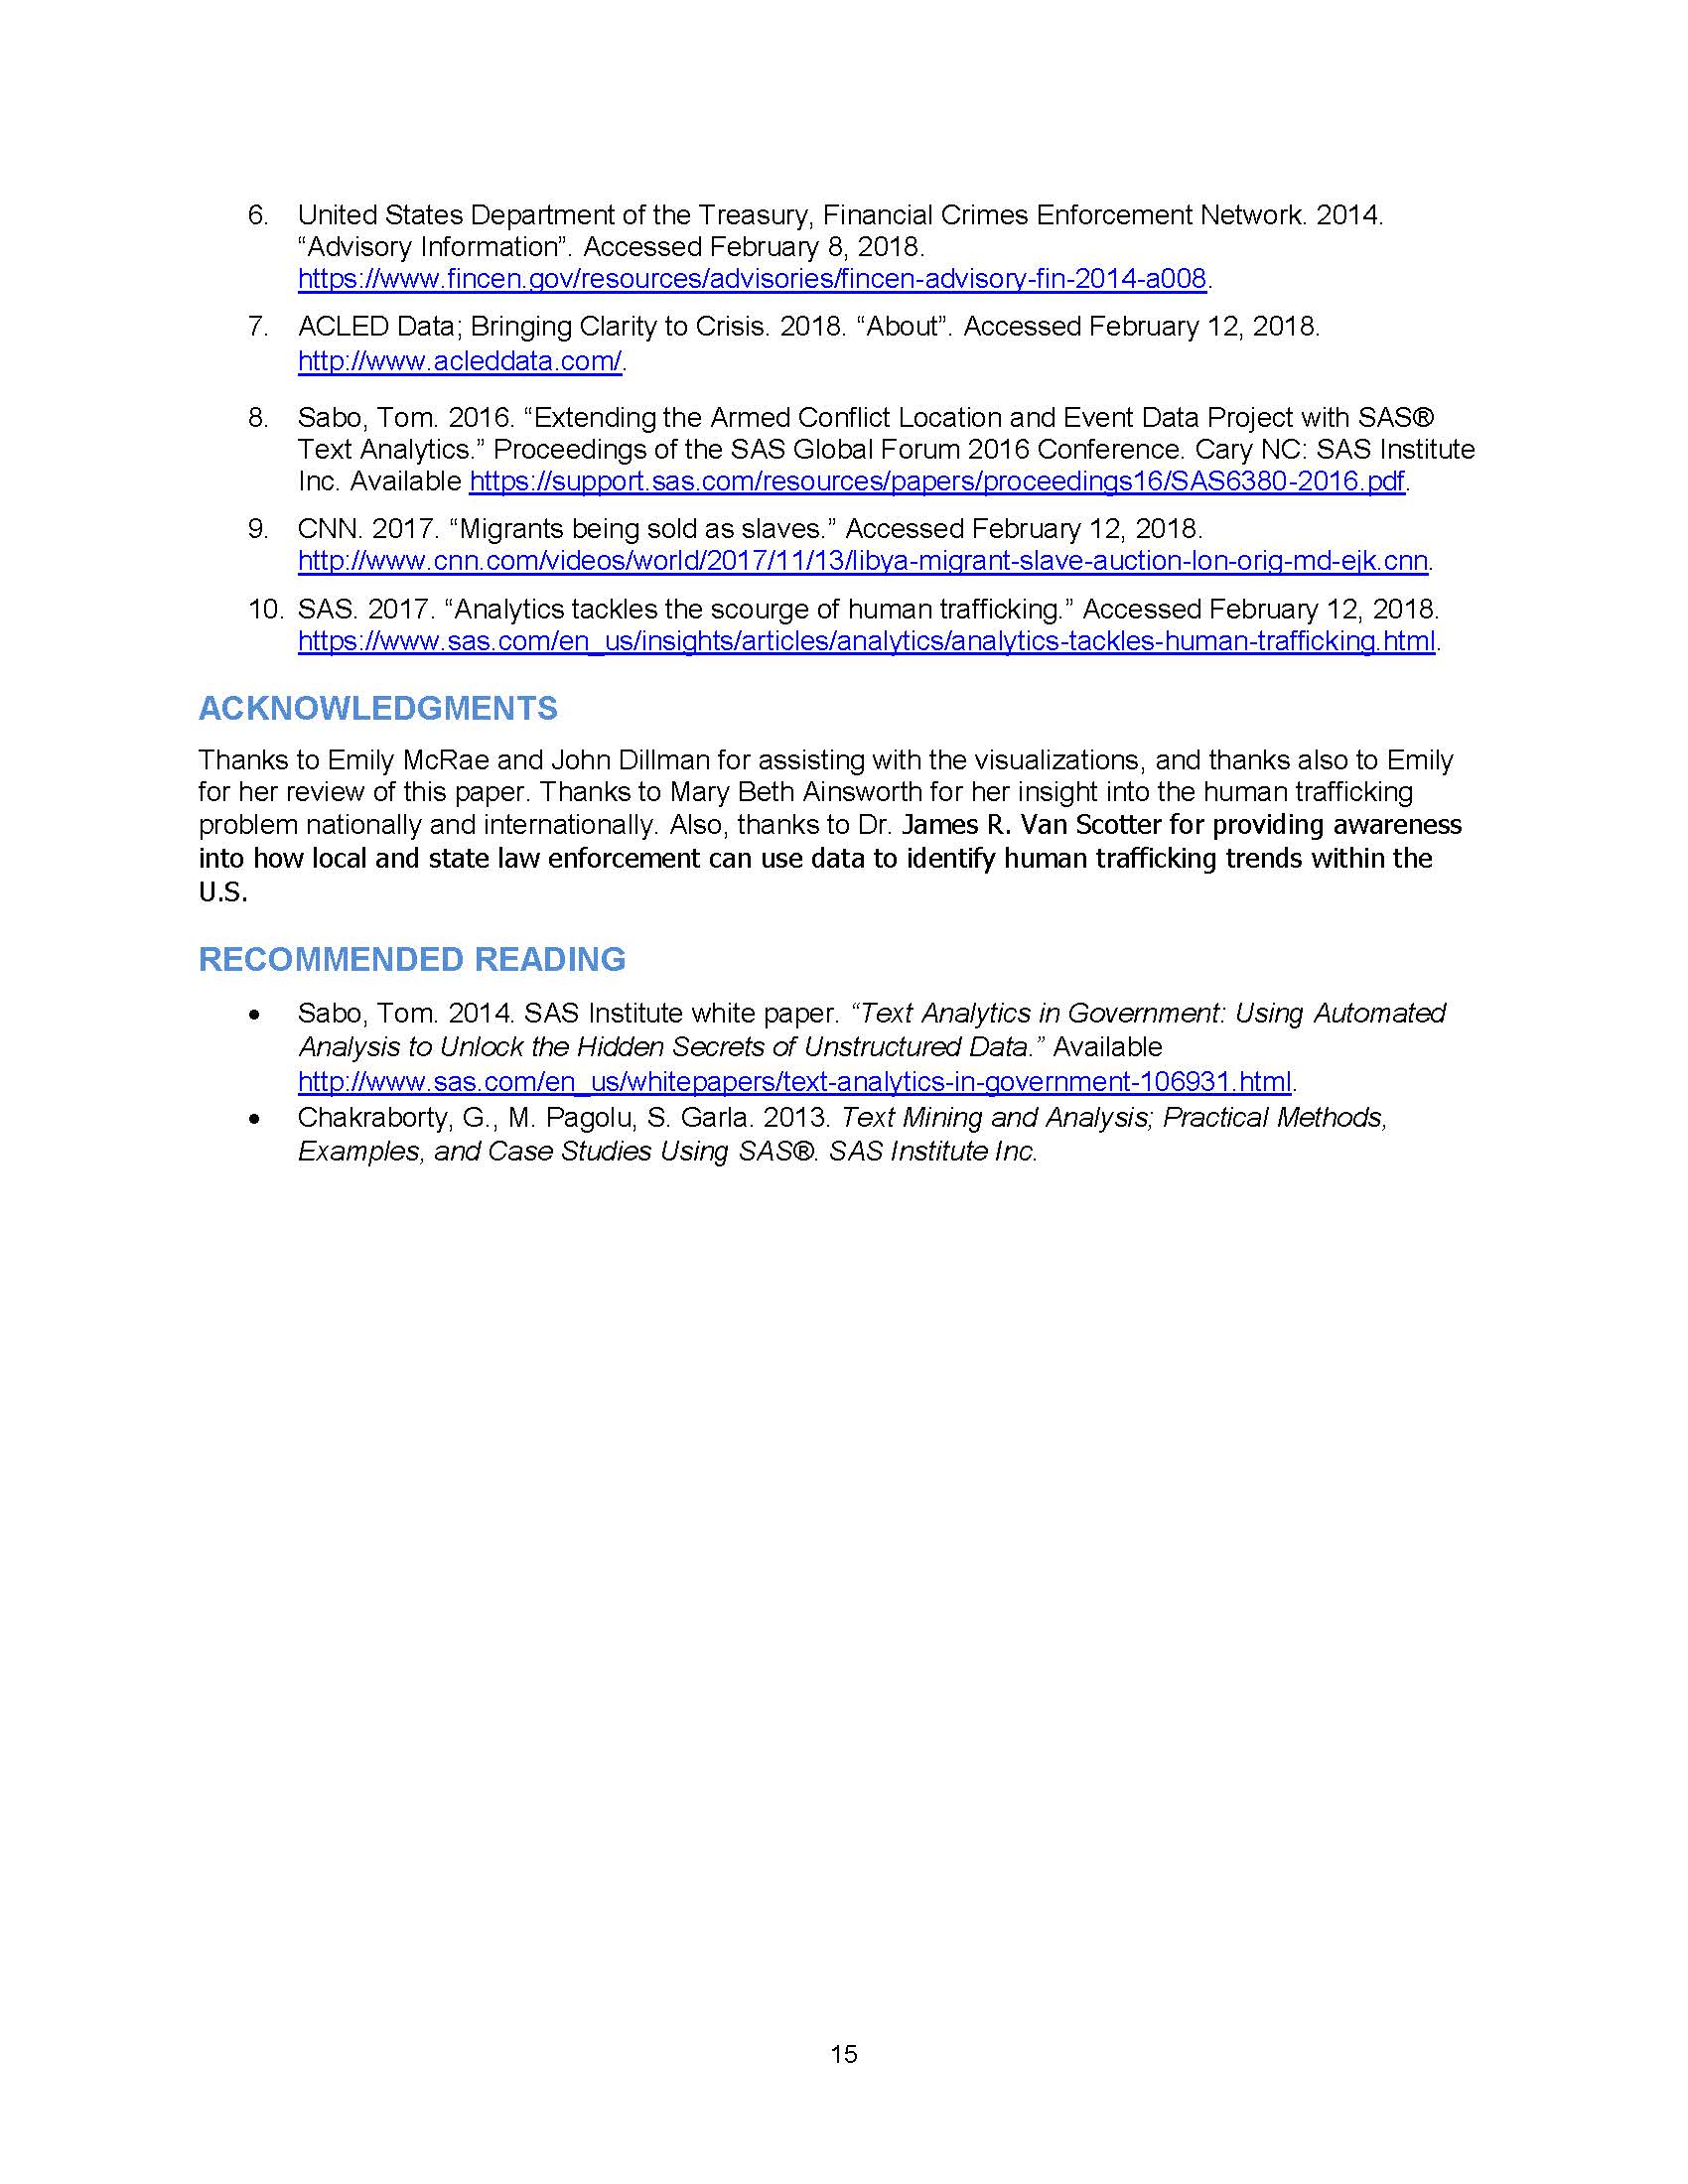 6. United States Department of the Treasury, Financial Crimes Enforcement Network. 2014.
“Advisory Information”. Accessed February 8, 2018.
https://www.fincen.gov/resources/advisories/fincen-advisory-fin-2014-a008.
7. ACLED Data; Bringing Clarity to Crisis. 2018. “About”. Accessed February 12, 2018.
http://www.acleddata.com/.
8. Sabo, Tom. 2016. “Extending the Armed Conflict Location and Event Data Project with SAS®
Text Analytics.” Proceedings of the SAS Global Forum 2016 Conference. Cary NC: SAS Institute
Inc. Available https://support.sas.com/resources/papers/proceedings16/SAS6380-2016.pdf.
9. CNN. 2017. “Migrants being sold as slaves.” Accessed February 12, 2018.
http://www.cnn.com/videos/world/2017/11/13/libya-migrant-slave-auction-lon-orig-md-ejk.cnn.
10. SAS. 2017. “Analytics tackles the scourge of human trafficking.” Accessed February 12, 2018.
https://www.sas.com/en_us/insights/articles/analytics/analytics-tackles-human-trafficking.html.
ACKNOWLEDGMENTS
Thanks to Emily McRae and John Dillman for assisting with the visualizations, and thanks also to Emily
for her review of this paper. Thanks to Mary Beth Ainsworth for her insight into the human trafficking
problem nationally and internationally. Also, thanks to Dr. James R. Van Scotter for providing awareness
into how local and state law enforcement can use data to identify human trafficking trends within the
U.S.
RECOMMENDED READING
• Sabo, Tom. 2014. SAS Institute white paper. “Text Analytics in Government: Using Automated
Analysis to Unlock the Hidden Secrets of Unstructured Data.” Available
http://www.sas.com/en_us/whitepapers/text-analytics-in-government-106931.html.
• Chakraborty, G., M. Pagolu, S. Garla. 2013. Text Mining and Analysis; Practical Methods,
Examples, and Case Studies Using SAS®. SAS Institute Inc.
15